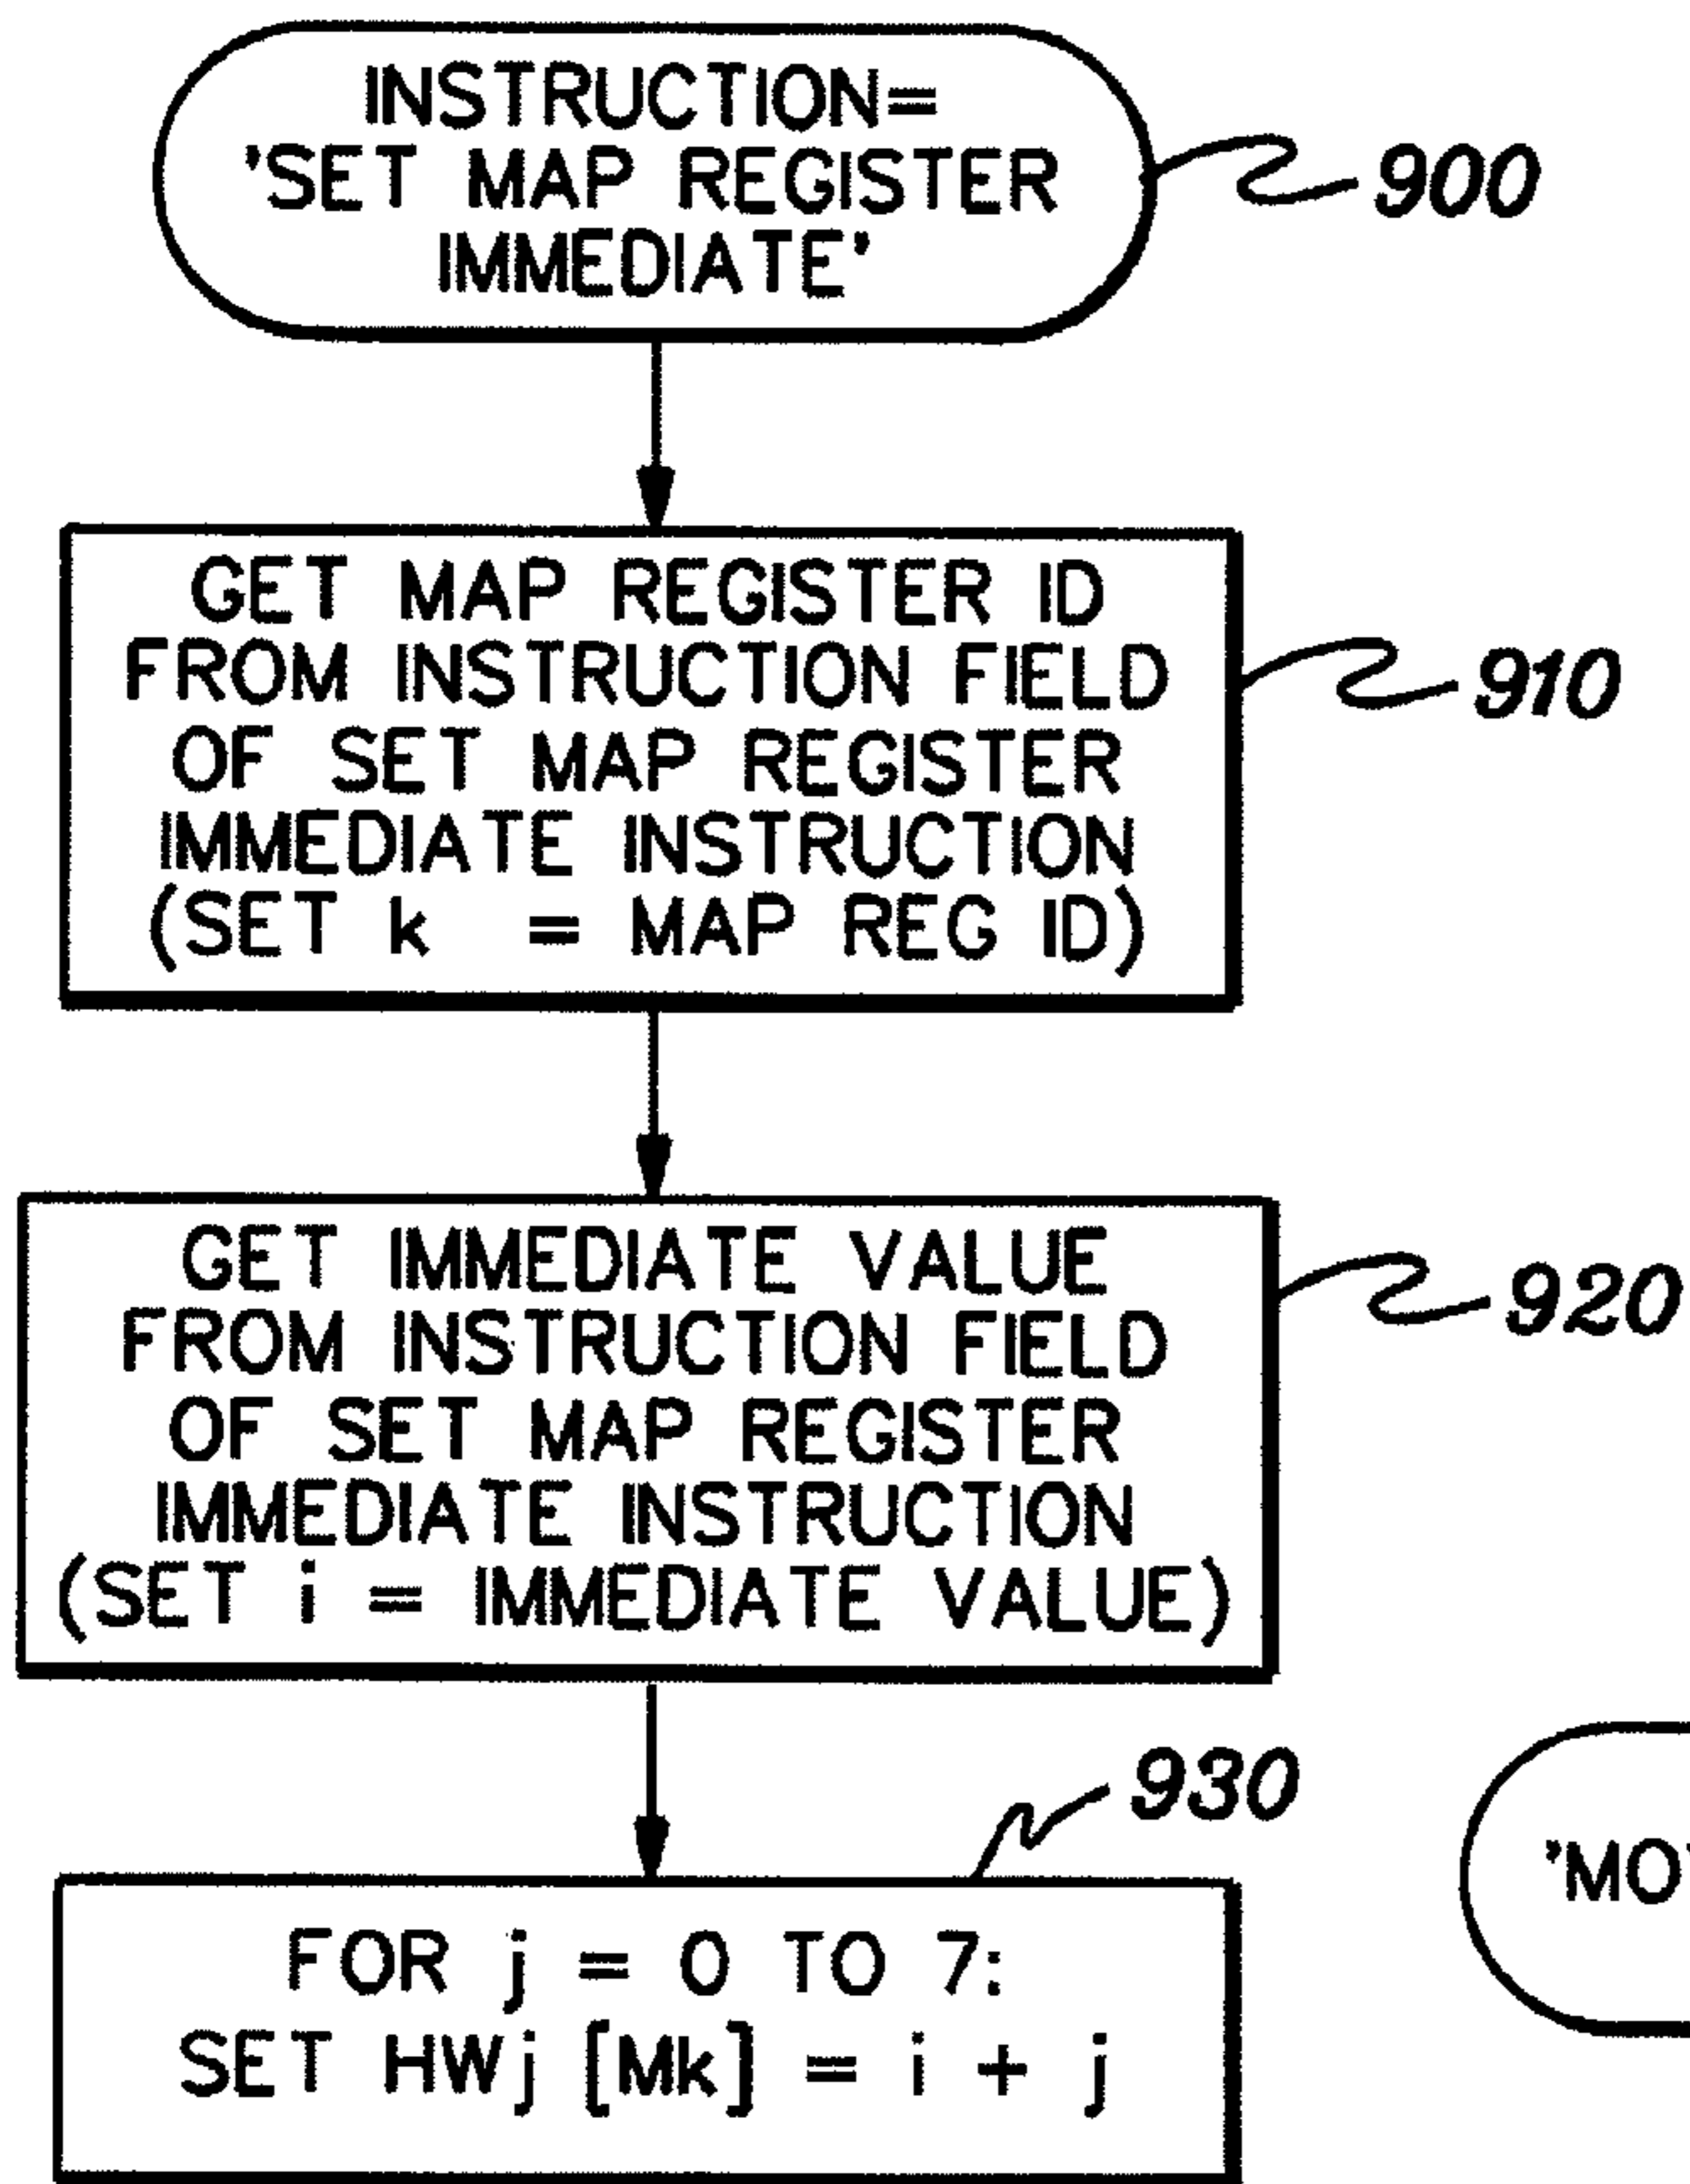 INSTRUCTION=
'SET MAP REGISTER
IMMEDIATE'
900
GET MAP REGISTER ID
FROM INSTRUCTION FIELD
OF SET MAP REGISTER
IMMEDIATE INSTRUCTION
(SET k = MAP REG ID)
910
GET IMMEDIATE VALUE
FROM INSTRUCTION FIELD
OF SET MAP REGISTER
IMMEDIATE INSTRUCTION
(SET i = IMMEDIATE VALUE)
920
930
FOR j = 0 TO 7:
SET HWj [Mk] = i + j